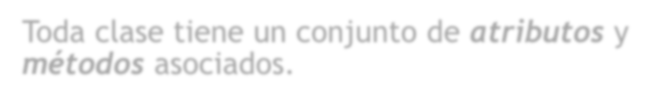 Toda clase tiene un conjunto de atributos y
métodos asociados.